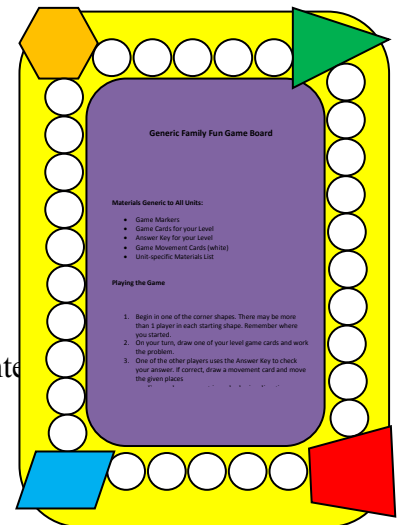 Generic Family Fun Game Board
Materials Generic to All Units:
• Game Markers
• Game Cards for your Level
• Answer Key for your Level
• Game Movement Cards (white)
• Unit-specific Materials List
Playing the Game
1. Begin in one of the corner shapes. There may be more
than 1 player in each starting shape. Remember where
you started.
2. On your turn, draw one of your level game cards and work
the problem.
3. One of the other players uses the Answer Key to check
your answer. If correct, draw a movement card and move
the given places